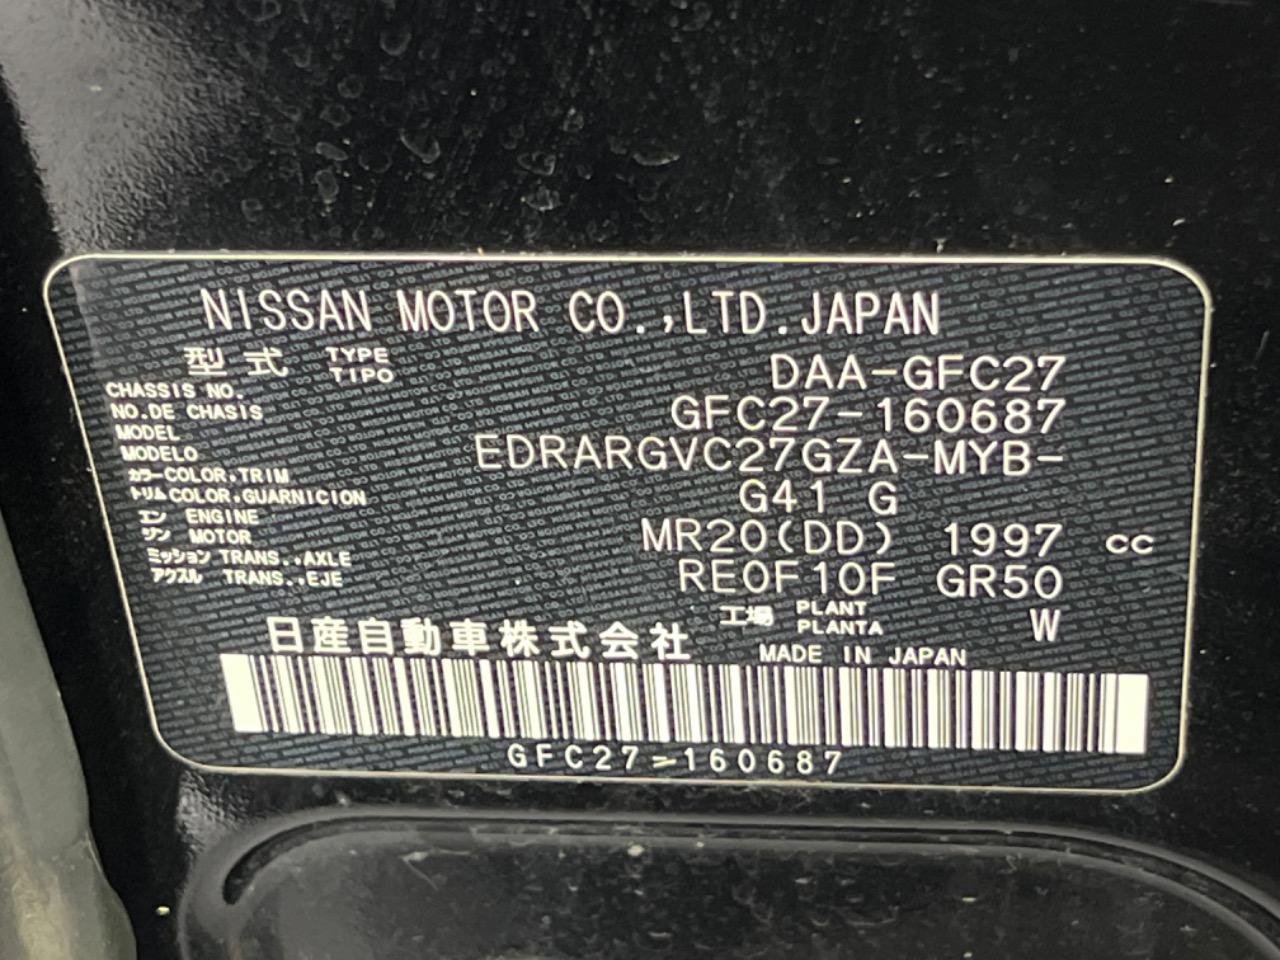 NISSAN MOTOR CO.,LTD.JAPAN
型式 TYPE TIPO DAA-GFC27
CHASSIS NO.
NO.DE CHASIS GFC27-160687
MODEL
MODELO EDRARGVC27GZA-MYB-
カラー COLOR,TRIM
トリム COLOR,GUARNICION G41 G
エン ENGINE
ジン MOTOR MR20(DD) 1997 cc
ミッション TRANS.,AXLE
アクスル TRANS.,EJE RE0F10F GR50
工場 PLANT PLANTA W
日産自動車株式会社 MADE IN JAPAN
GFC27-160687